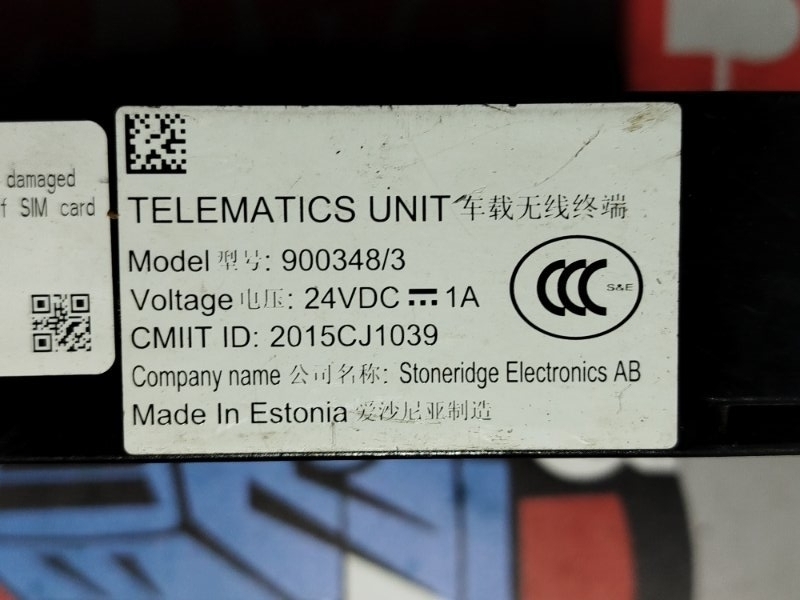 damaged
f SIM card
TELEMATICS UNIT 车载无线终端
Model 型号: 900348/3
Voltage 电压: 24VDC ⎓ 1A
CMIIT ID: 2015CJ1039
Company name 公司名称: Stoneridge Electronics AB
Made In Estonia 爱沙尼亚制造
CCC S&E